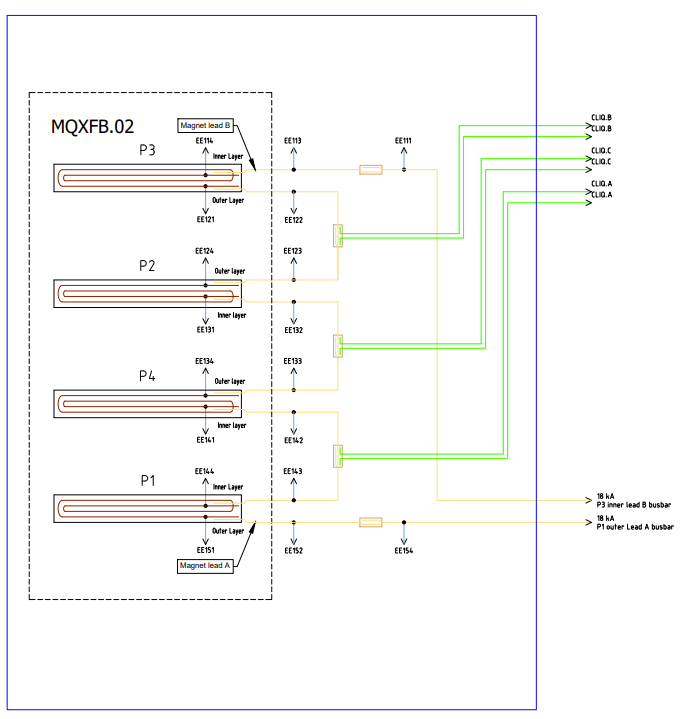 MQXFB.02
Magnet lead B
P3
EE114
Inner Layer
EE113
EE111
Outer Layer
EE121
EE122
CLIQ.B
CLIQ.B
CLIQ.C
CLIQ.C
CLIQ.A
CLIQ.A
P2
EE124
Outer layer
EE123
Inner layer
EE131
EE132
P4
EE134
Outer layer
EE133
Inner layer
EE141
EE142
P1
EE144
Inner Layer
EE143
Outer Layer
EE151
EE152
EE154
Magnet lead A
18 kA
P3 inner lead B busbar
18 kA
P1 outer Lead A busbar